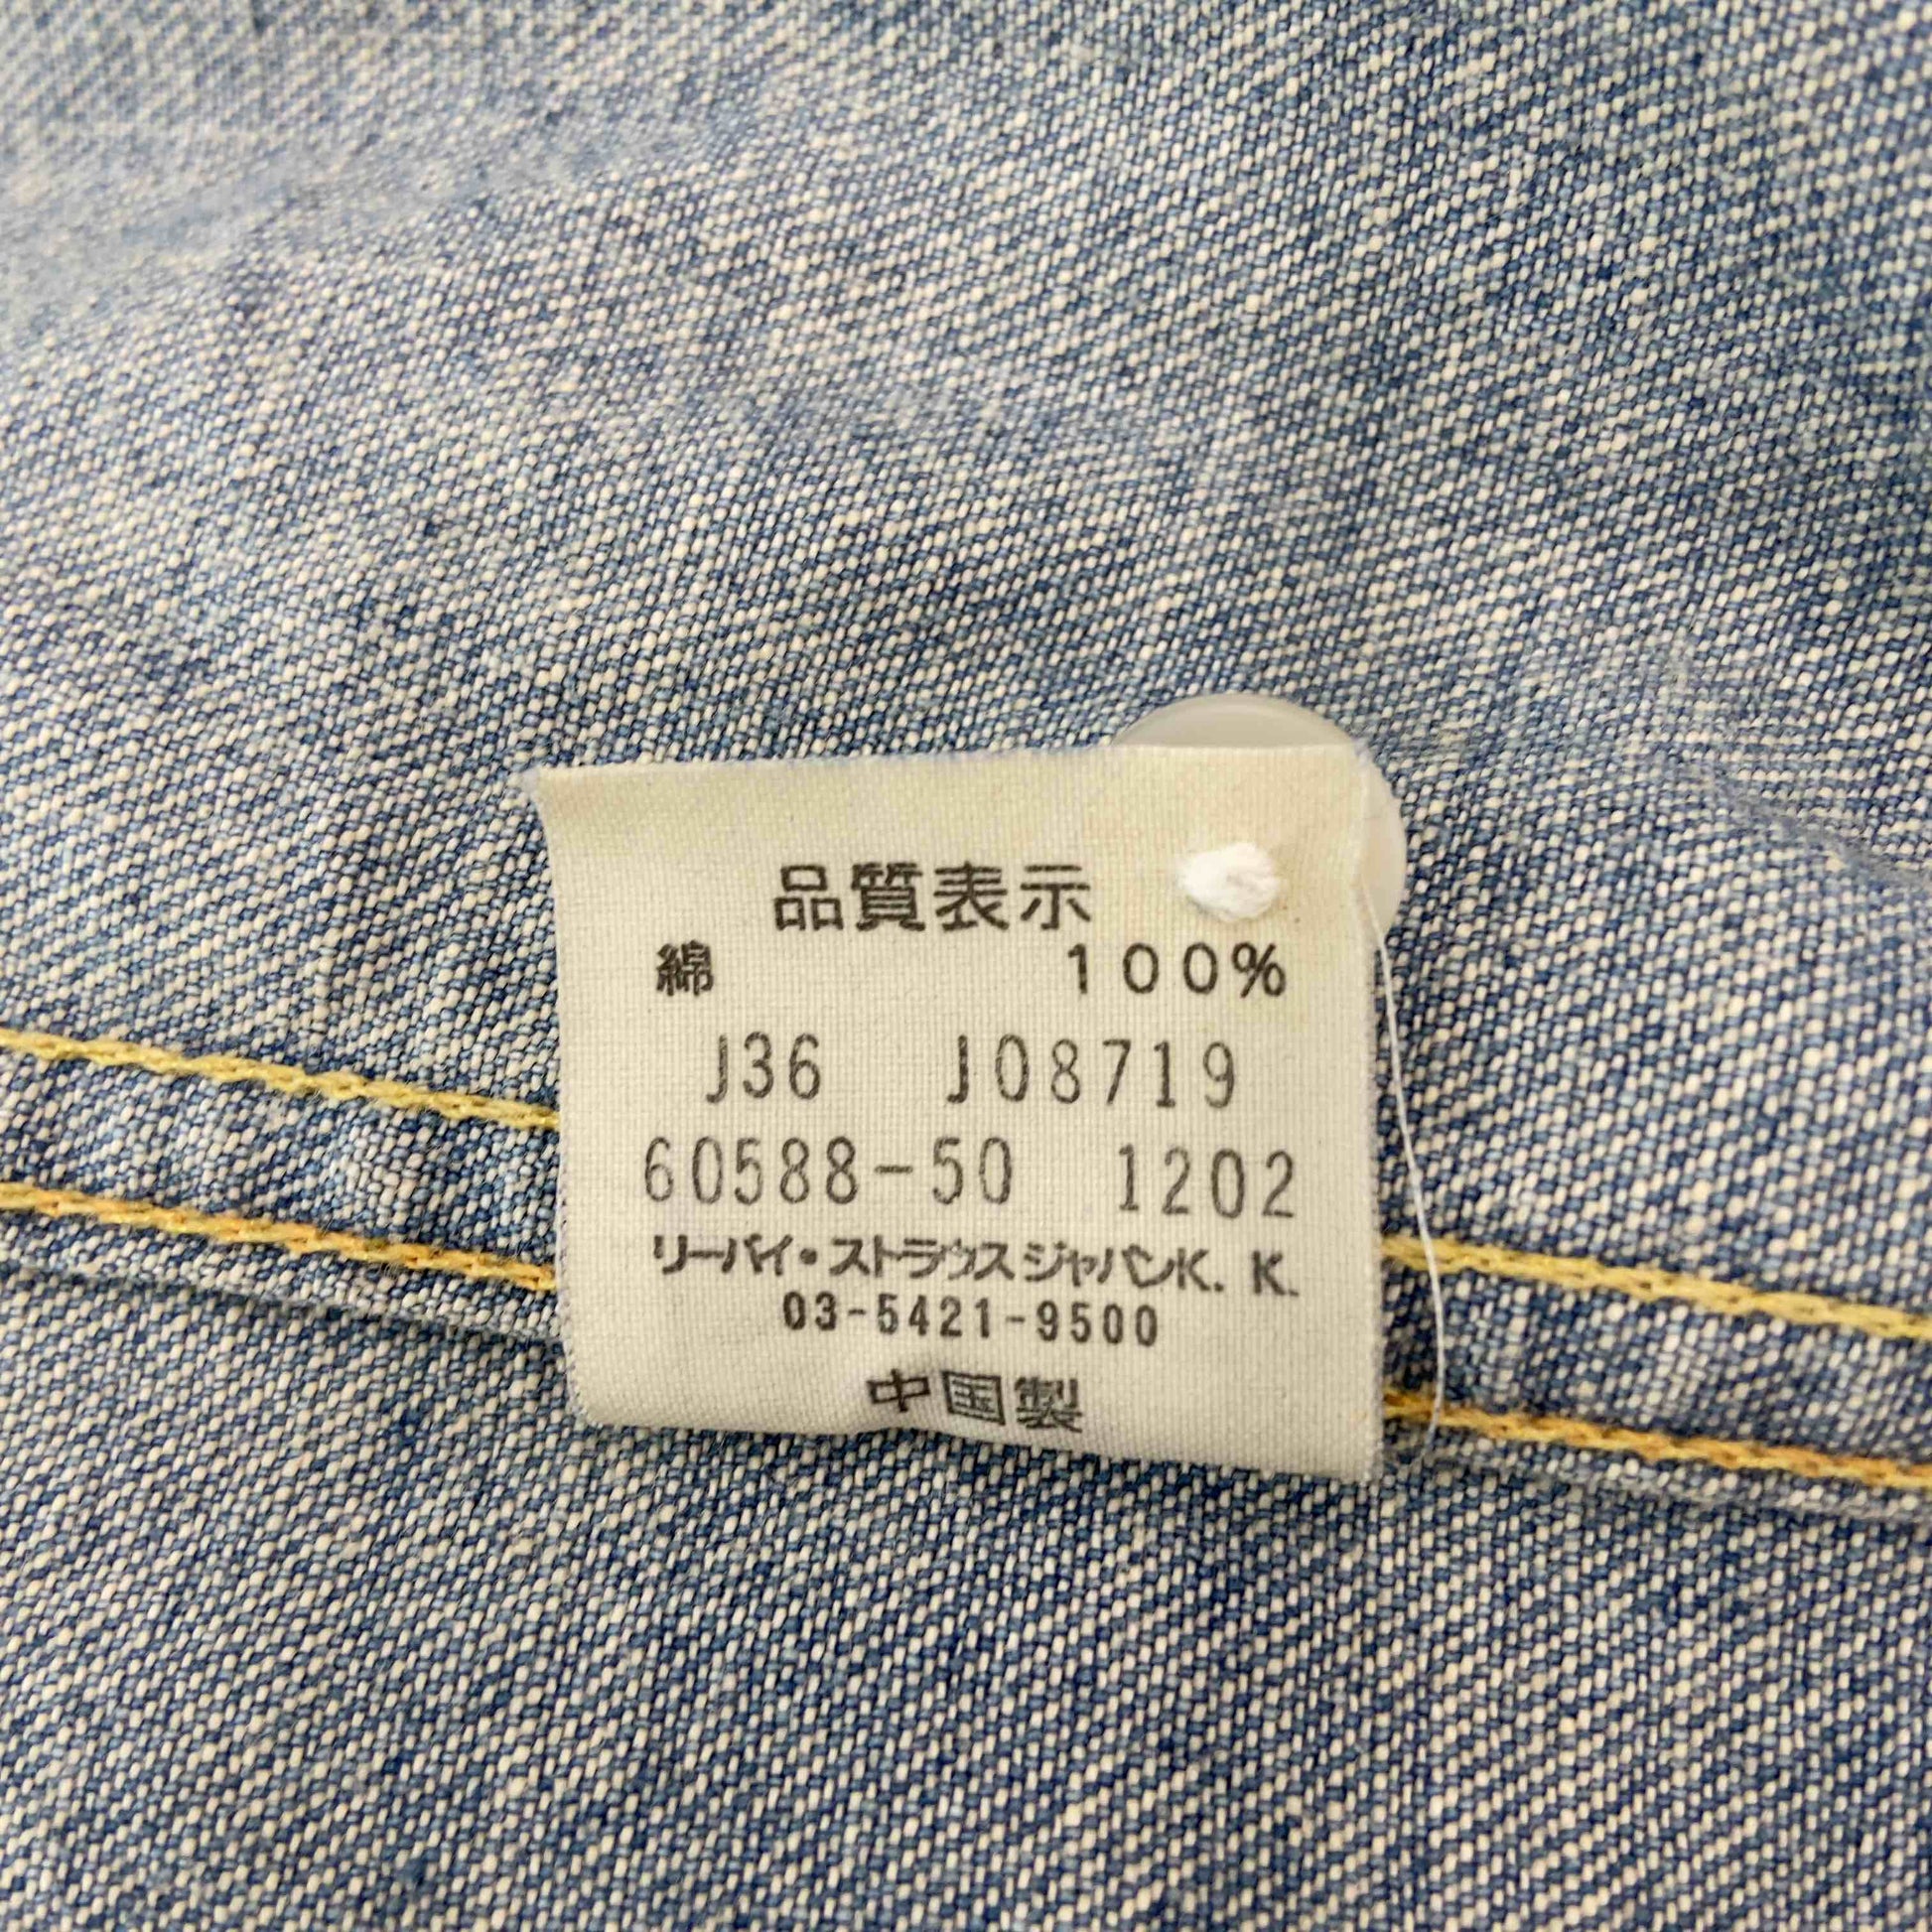 品質表示
綿 100%
J36 J08719
60588-50 1202
リーバイ・ストラウスジャパンK. K.
03-5421-9500
中国製